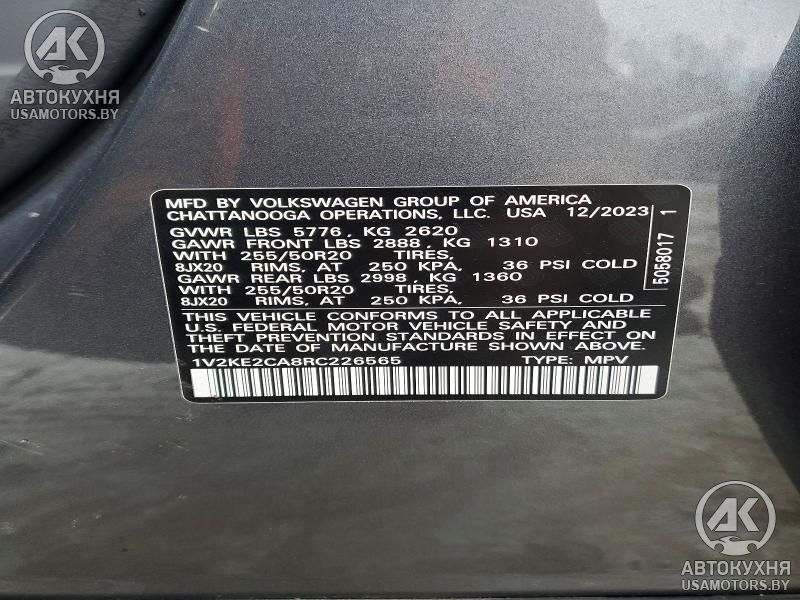 AK
АВТОКУХНЯ
USAMOTORS.BY
MFD BY VOLKSWAGEN GROUP OF AMERICA
CHATTANOOGA OPERATIONS, LLC. USA 12/2023
GVWR LBS 5776 , KG 2620
GAWR FRONT LBS 2888 , KG 1310
WITH 255/50R20 TIRES,
8JX20 RIMS, AT 250 KPA, 36 PSI COLD
GAWR REAR LBS 2998 , KG 1360
WITH 255/50R20 TIRES,
8JX20 RIMS, AT 250 KPA, 36 PSI COLD
5058017 1
THIS VEHICLE CONFORMS TO ALL APPLICABLE
U.S. FEDERAL MOTOR VEHICLE SAFETY AND
THEFT PREVENTION STANDARDS IN EFFECT ON
THE DATE OF MANUFACTURE SHOWN ABOVE.
1V2KE2CA8RC226565 TYPE: MPV
AK
АВТОКУХНЯ
USAMOTORS.BY